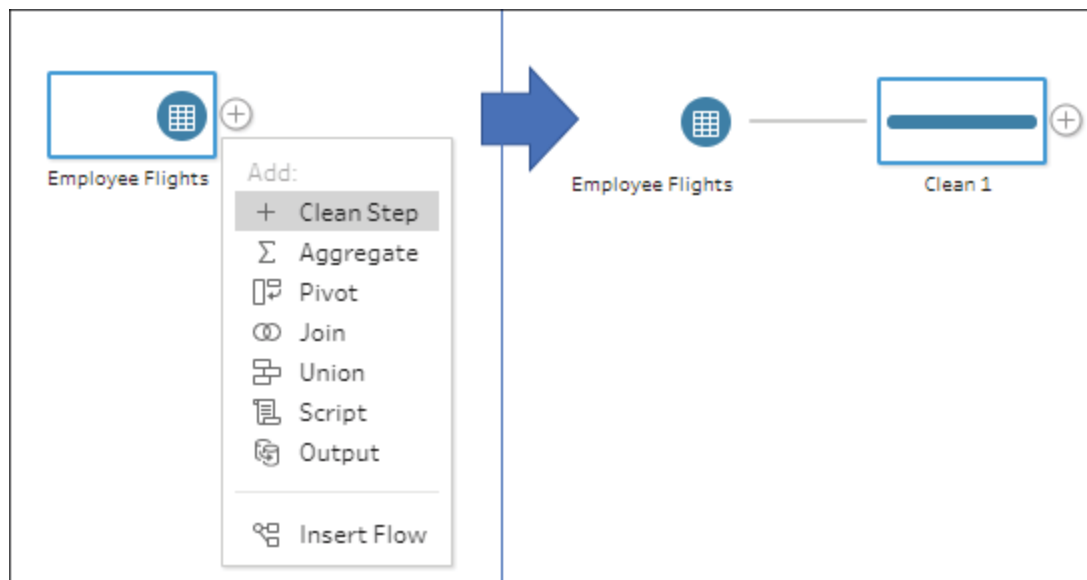 Employee Flights
Add:
Clean Step
Aggregate
Pivot
Join
Union
Script
Output
Insert Flow
Employee Flights
Clean 1